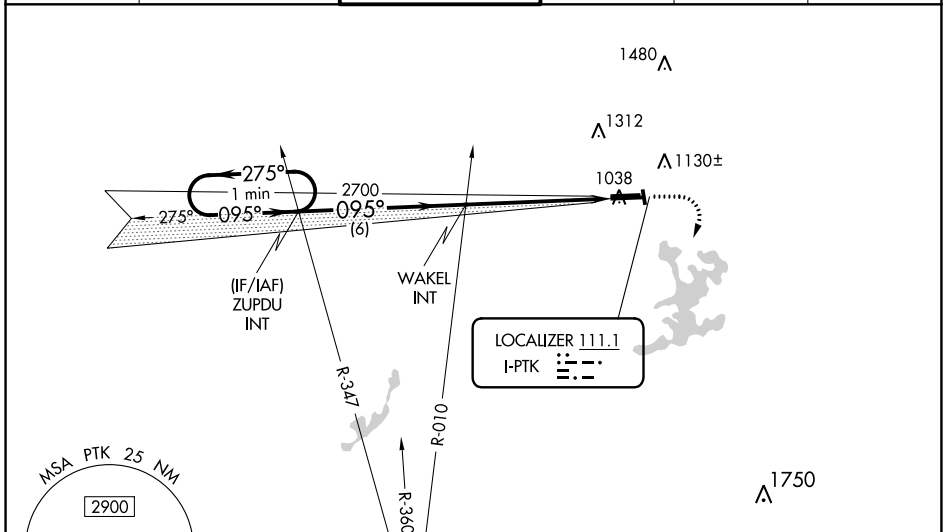 1480
1312
1130±
1038
275°
1 min
2700
275°
095°
095°
(6)
(IF/IAF)
ZUPDU
INT
WAKEL
INT
LOCALIZER 111.1
I-PTK
R-347
R-010
R-360
MSA PTK 25 NM
2900
1750